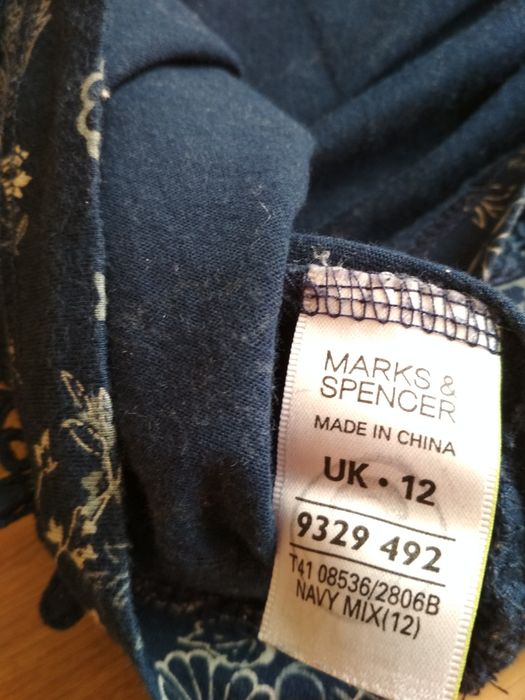 MARKS &
SPENCER
MADE IN CHINA
UK • 12
9329 492
T41 08536/2806B
NAVY MIX(12)